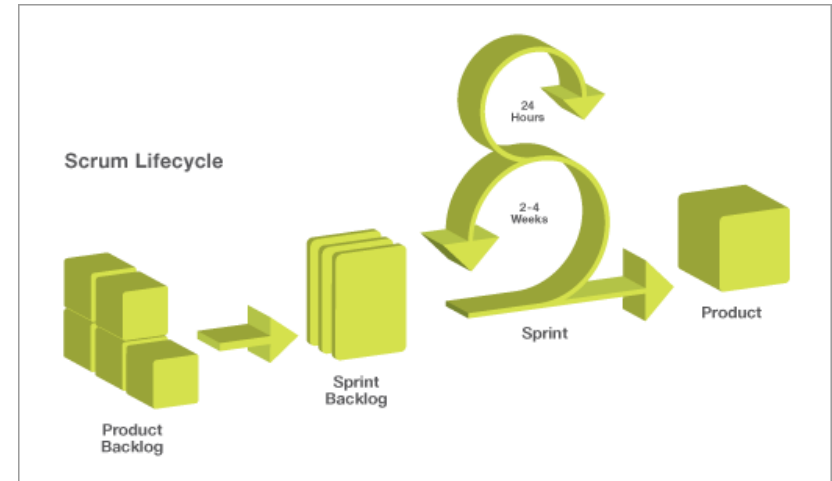 Scrum Lifecycle
24
Hours
2-4
Weeks
Product
Backlog
Sprint
Backlog
Sprint
Product